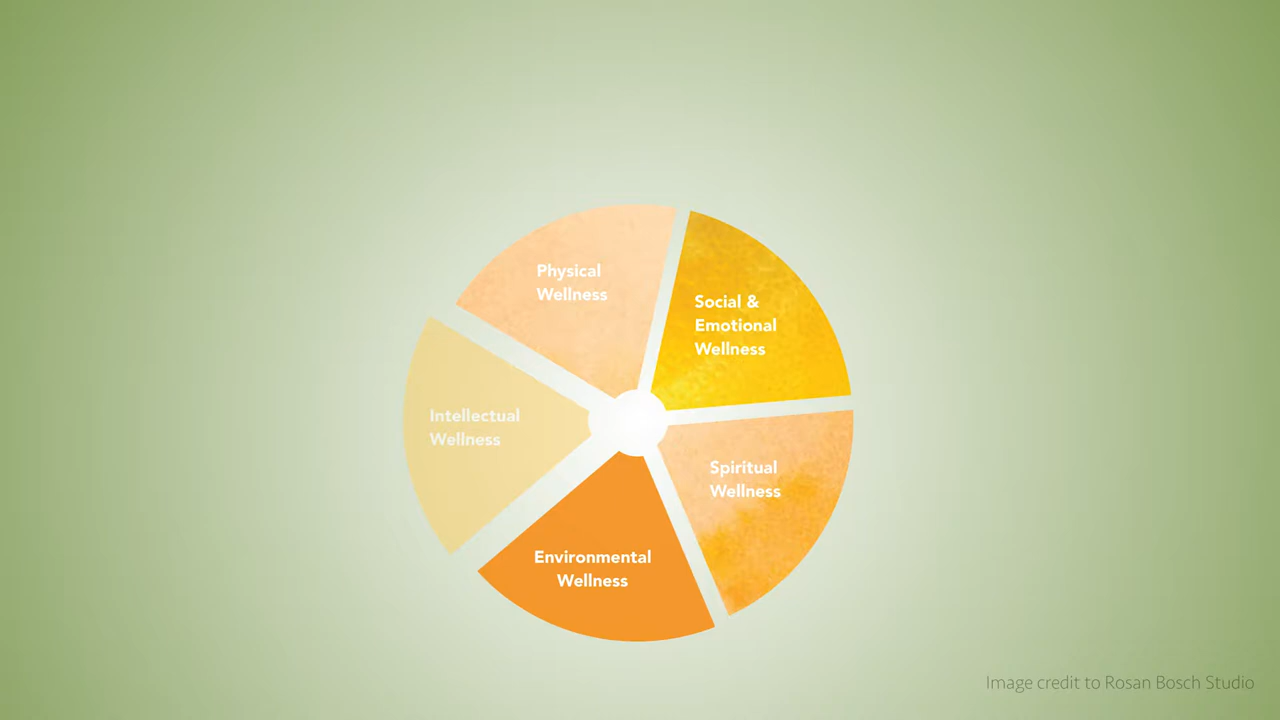 Physical
Wellness
Social &
Emotional
Wellness
Intellectual
Wellness
Spiritual
Wellness
Environmental
Wellness
Image credit to Rosan Bosch Studio